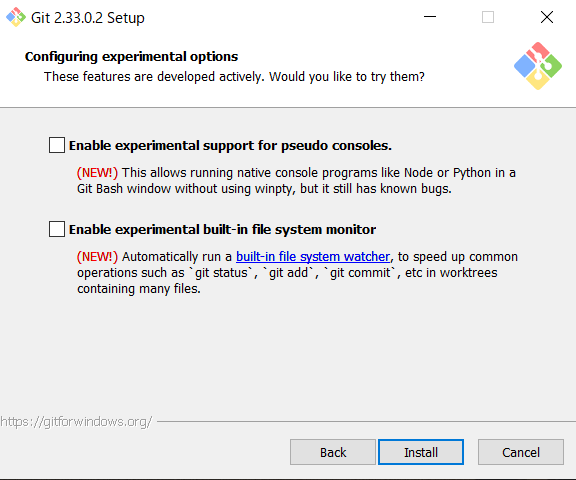 Git 2.33.0.2 Setup
Configuring experimental options
These features are developed actively. Would you like to try them?
Enable experimental support for pseudo consoles.
(NEW!) This allows running native console programs like Node or Python in a
Git Bash window without using winpty, but it still has known bugs.
Enable experimental built-in file system monitor
(NEW!) Automatically run a built-in file system watcher, to speed up common
operations such as `git status`, `git add`, `git commit`, etc in worktrees
containing many files.
https://gitforwindows.org/
Back
Install
Cancel